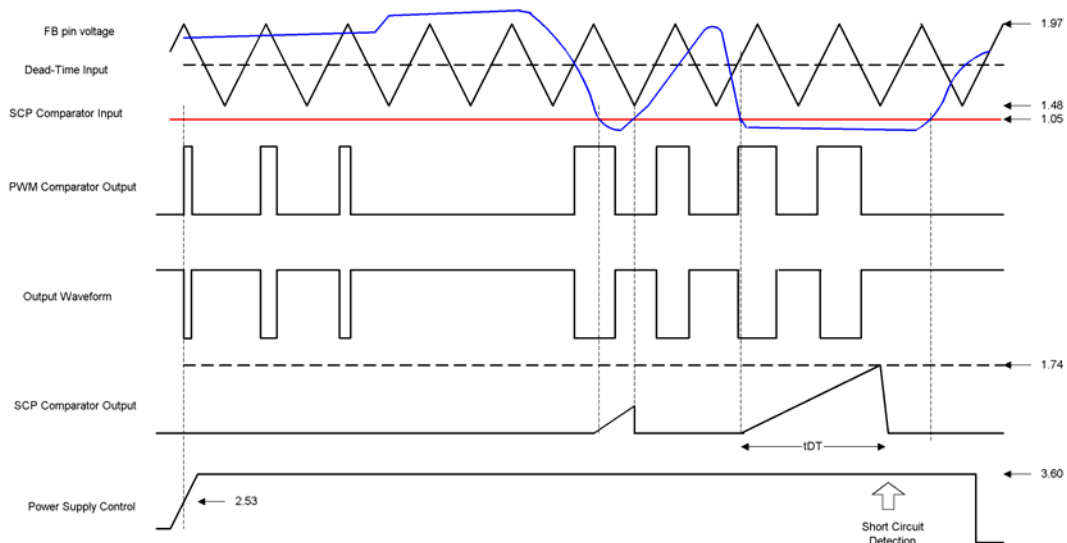 FB pin voltage
1.97
Dead-Time Input
1.48
SCP Comparator Input
1.05
PWM Comparator Output
Output Waveform
1.74
SCP Comparator Output
tDT
3.60
2.53
Power Supply Control
Short Circuit
Detection